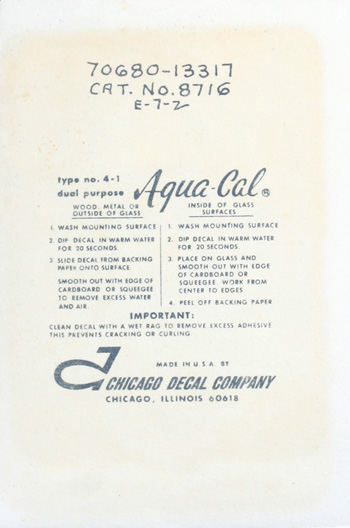 70680-13317
CAT. NO. 8716
E-7-2
type no. 4-1
dual purpose
Aqua-Cal®
WOOD, METAL OR
OUTSIDE OF GLASS
1. WASH MOUNTING SURFACE
2. DIP DECAL IN WARM WATER
FOR 20 SECONDS.
3. SLIDE DECAL FROM BACKING
PAPER ONTO SURFACE.
SMOOTH OUT WITH EDGE OF
CARDBOARD OR SQUEEGEE
TO REMOVE EXCESS WATER
AND AIR.
INSIDE OF GLASS
SURFACES
1. WASH MOUNTING SURFACE
2. DIP DECAL IN WARM WATER
FOR 20 SECONDS.
3. PLACE ON GLASS AND
SMOOTH OUT WITH EDGE
OF CARDBOARD OR
SQUEEGEE. WORK FROM
CENTER TO EDGES.
4. PEEL OFF BACKING PAPER
IMPORTANT:
CLEAN DECAL WITH A WET RAG TO REMOVE EXCESS ADHESIVE
THIS PREVENTS CRACKING OR CURLING
MADE IN U.S.A. BY
CHICAGO DECAL COMPANY
CHICAGO, ILLINOIS 60618